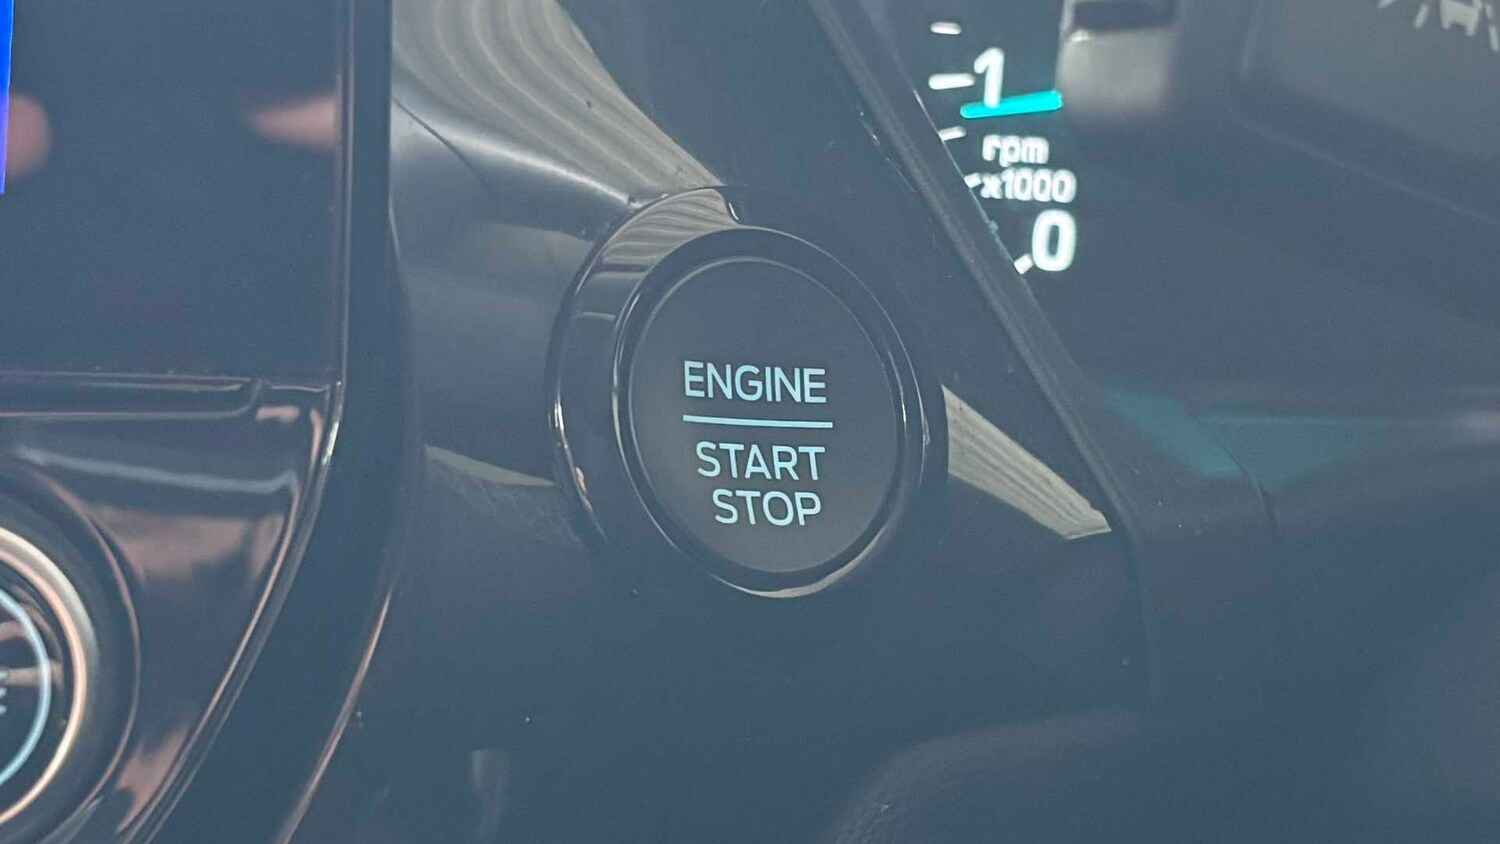 1
rpm
x1000
0
ENGINE
START
STOP